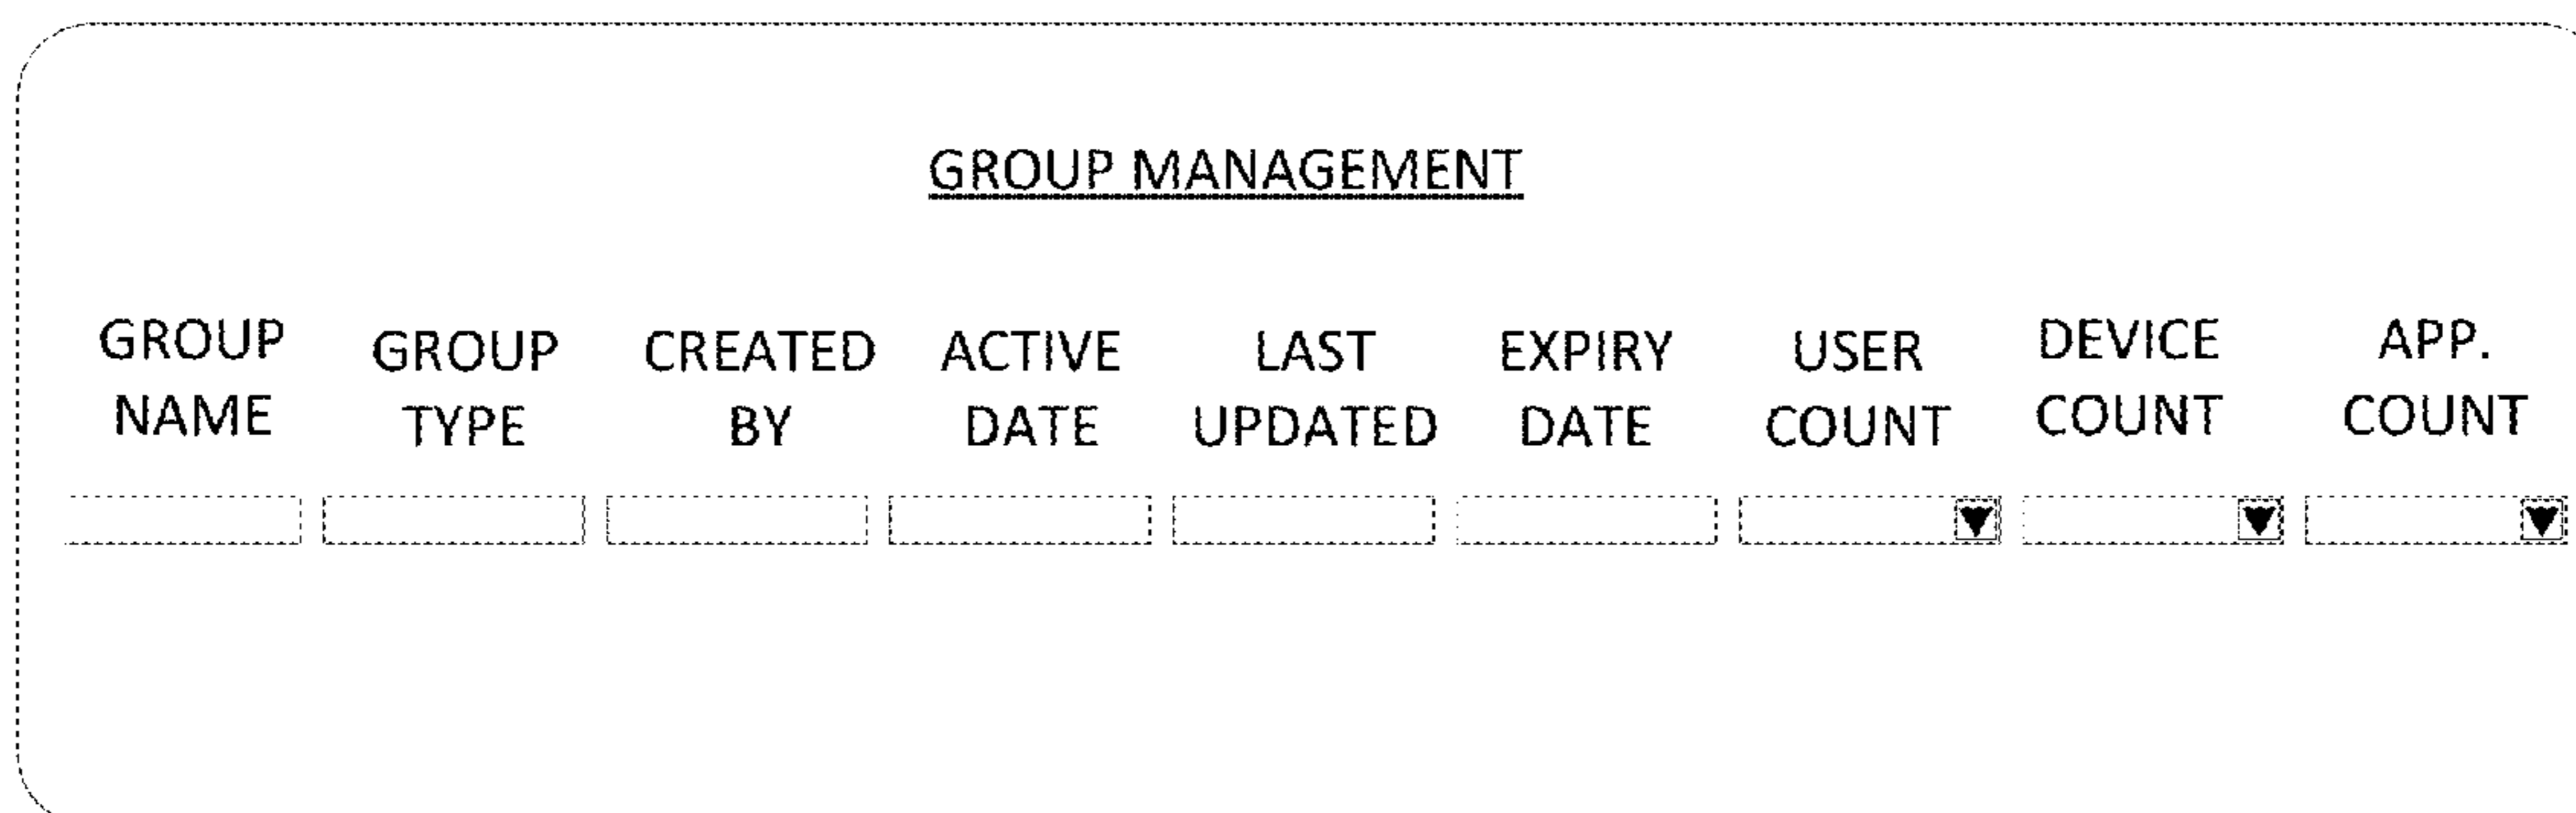 GROUP MANAGEMENT
GROUP NAME
GROUP TYPE
CREATED BY
ACTIVE DATE
LAST UPDATED
EXPIRY DATE
USER COUNT
DEVICE COUNT
APP. COUNT